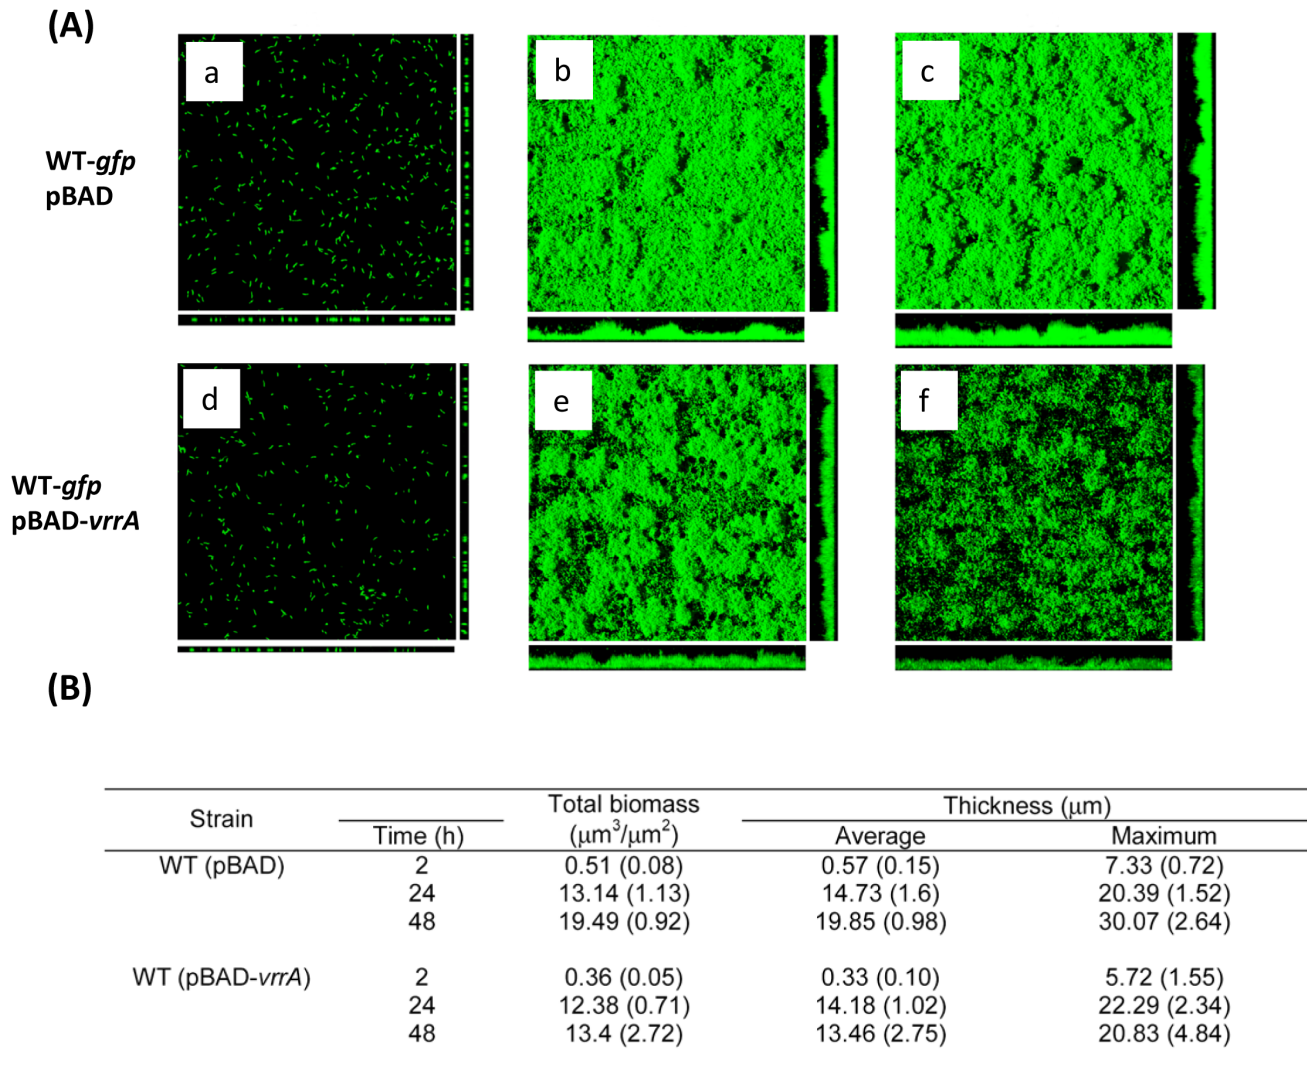 (A)
a
b
c
WT-gfp
pBAD
d
e
f
WT-gfp
pBAD-vrrA
(B)
Strain Time (h) Total biomass (μm³/μm²) Thickness (μm)
Average Maximum
WT (pBAD) 2 0.51 (0.08) 0.57 (0.15) 7.33 (0.72)
24 13.14 (1.13) 14.73 (1.6) 20.39 (1.52)
48 19.49 (0.92) 19.85 (0.98) 30.07 (2.64)
WT (pBAD-vrrA) 2 0.36 (0.05) 0.33 (0.10) 5.72 (1.55)
24 12.38 (0.71) 14.18 (1.02) 22.29 (2.34)
48 13.4 (2.72) 13.46 (2.75) 20.83 (4.84)